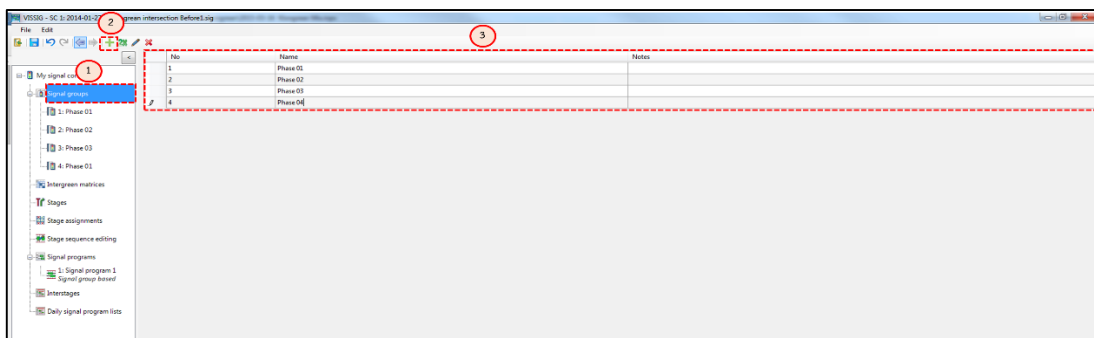 VISSIG - SC 1: 2014-01-2 grean intersection Before1.sig
2
File Edit
3
<
No Name Notes
1 Phase 01
2 Phase 02
3 Phase 03
4 Phase 04
1
My signal co
Signal groups
1: Phase 01
2: Phase 02
3: Phase 03
4: Phase 01
Intergreen matrices
Stages
Stage assignments
Stage sequence editing
Signal programs
1: Signal program 1
Signal group based
Interstages
Daily signal program lists